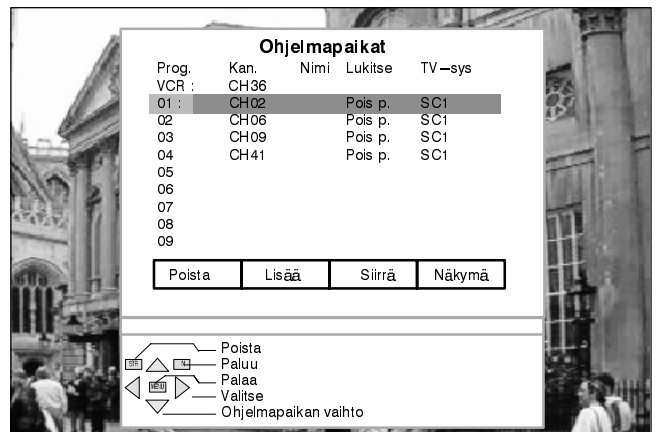 Ohjelmapaikat
Prog. Kan. Nimi Lukitse TV–sys
VCR : CH36
01 : CH02 Pois p. SC1
02 CH06 Pois p. SC1
03 CH09 Pois p. SC1
04 CH41 Pois p. SC1
05
06
07
08
09
Poista Lisää Siirrä Näkymä
Poista
STR N Paluu
MENU Palaa
Valitse
Ohjelmapaikan vaihto